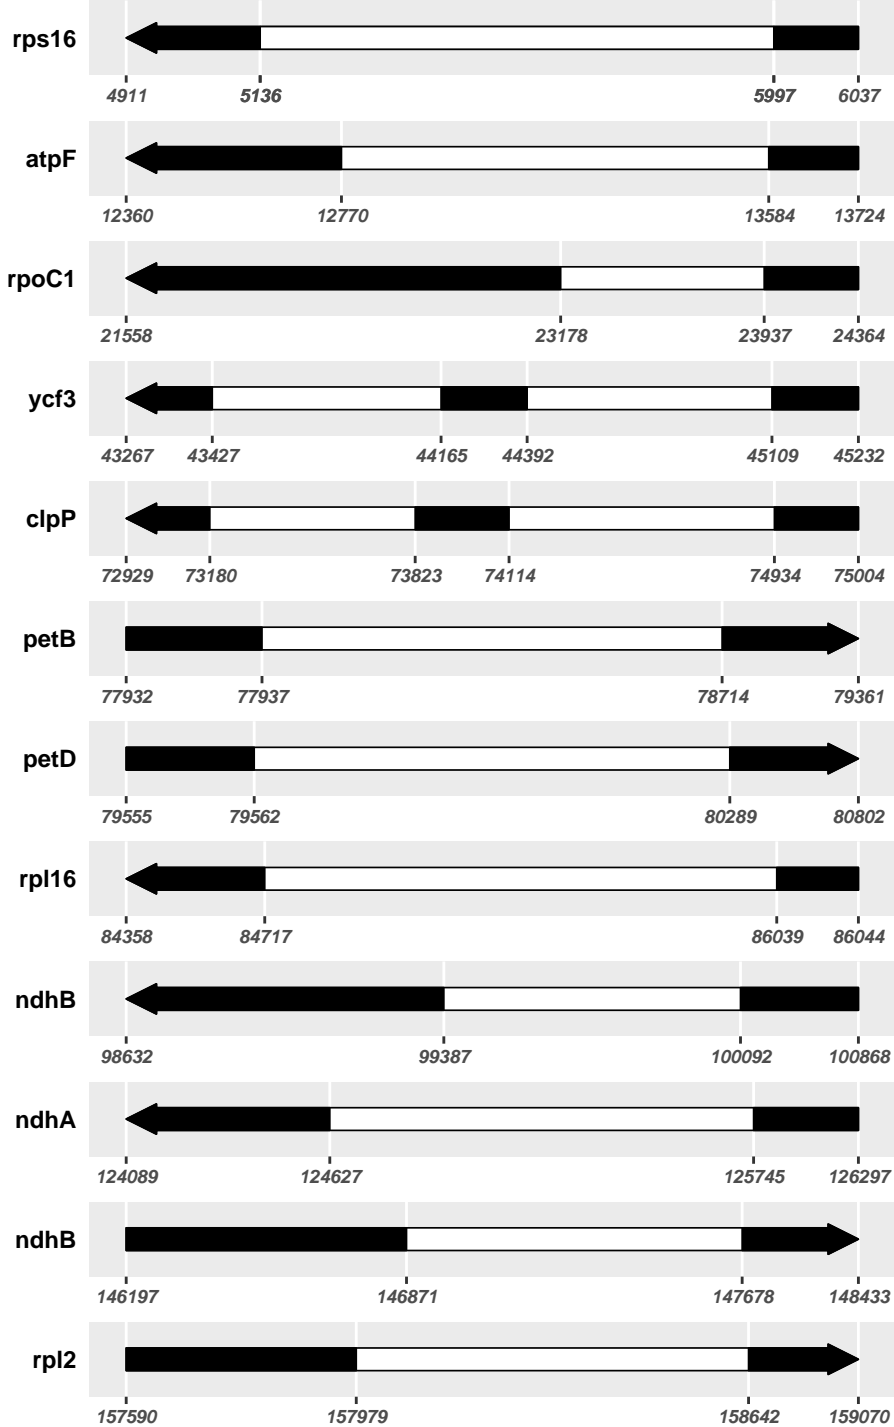 rps16
4911 5136 5997 6037
atpF
12360 12770 13584 13724
rpoC1
21558 23178 23937 24364
ycf3
43267 43427 44165 44392 45109 45232
clpP
72929 73180 73823 74114 74934 75004
petB
77932 77937 78714 79361
petD
79555 79562 80289 80802
rpl16
84358 84717 86039 86044
ndhB
98632 99387 100092 100868
ndhA
124089 124627 125745 126297
ndhB
146197 146871 147678 148433
rpl2
157590 157979 158642 159070